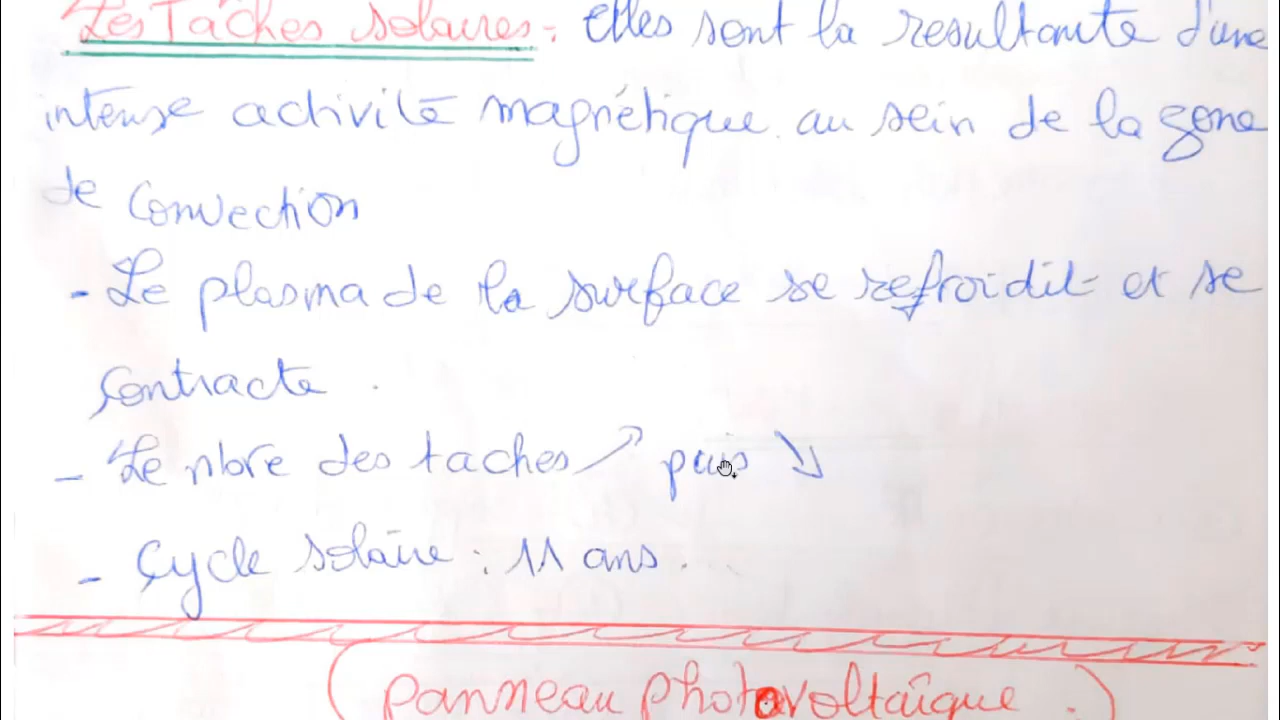 Les Taches solaires : elles sont la resultante d'une
intense activité magnétique au sein de la zone
de Convection
- Le plasma de la surface se refroidit et se
Contracte .
- Le nbre des taches ↗ puis ↘
- Cycle solaire : 11 ans .
( panneau photovoltaïque . )